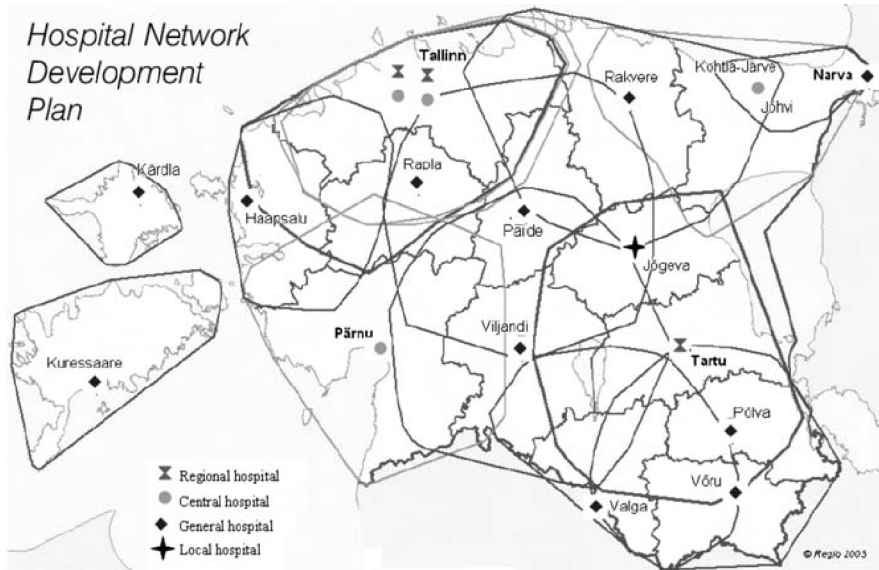 Hospital Network
Development
Plan
Tallinn
Rakvere
Kohtla-Järve
Narva
Jõhvi
Kärdla
Rapla
Haapsalu
Paide
Jõgeva
Pärnu
Viljandi
Tartu
Kuressaare
Põlva
Võru
Valga
Regional hospital
Central hospital
General hospital
Local hospital
© Regio 2003